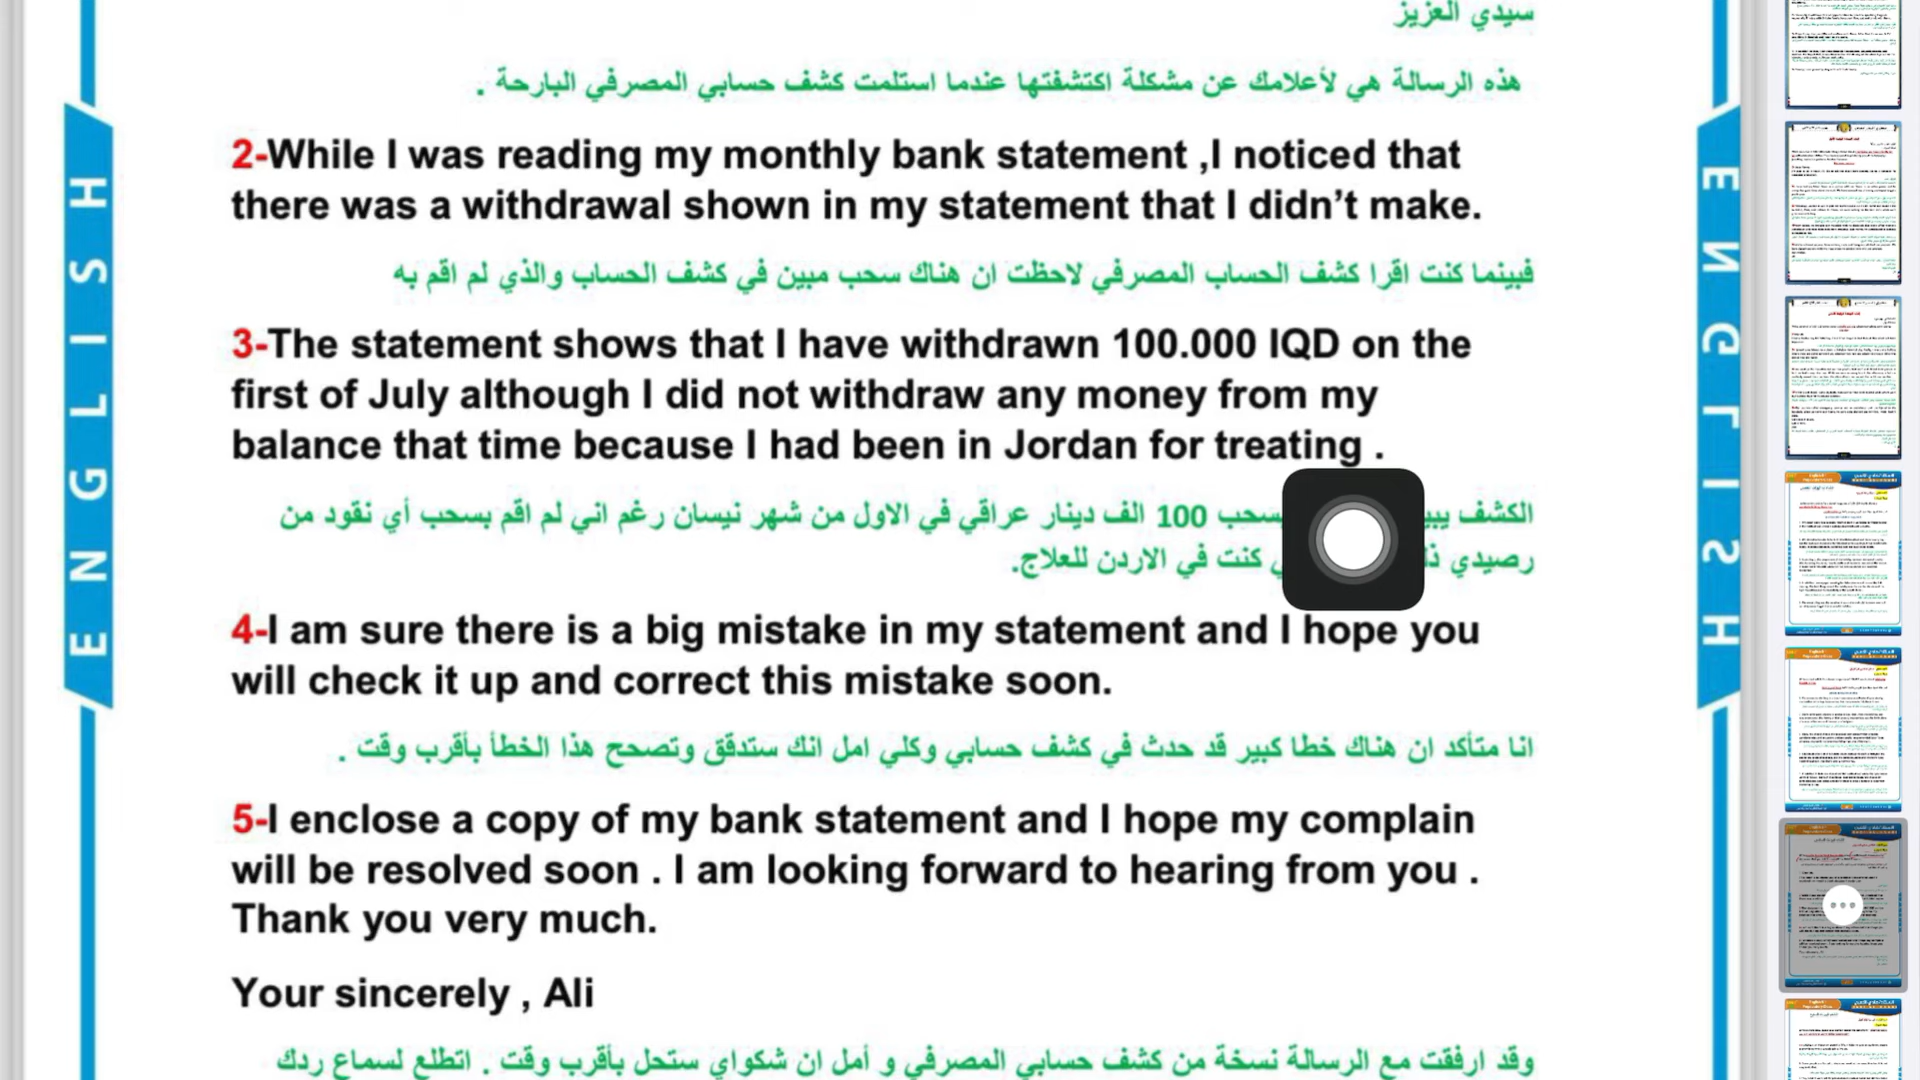 سيدي العزيز
هذه الرسالة هي لأعلامك عن مشكلة اكتشفتها عندما استلمت كشف حسابي المصرفي البارحة .
2-While I was reading my monthly bank statement ,I noticed that
there was a withdrawal shown in my statement that I didn’t make.
فبينما كنت اقرا كشف الحساب المصرفي لاحظت ان هناك سحب مبين في كشف الحساب والذي لم اقم به
3-The statement shows that I have withdrawn 100.000 IQD on the
first of July although I did not withdraw any money from my
balance that time because I had been in Jordan for treating .
الكشف بسحب 100 الف دينار عراقي في الاول من شهر نيسان رغم اني لم اقم بسحب أي نقود من
رصيدي كنت في الاردن للعلاج.
4-I am sure there is a big mistake in my statement and I hope you
will check it up and correct this mistake soon.
انا متأكد ان هناك خطا كبير قد حدث في كشف حسابي وكلي امل انك ستدقق وتصحح هذا الخطأ بأقرب وقت .
5-I enclose a copy of my bank statement and I hope my complain
will be resolved soon . I am looking forward to hearing from you .
Thank you very much.
Your sincerely , Ali
وقد ارفقت مع الرسالة نسخة من كشف حسابي المصرفي و أمل ان شكواي ستحل بأقرب وقت . اتطلع لسماع ردك
ENGLISH
ENGLISH